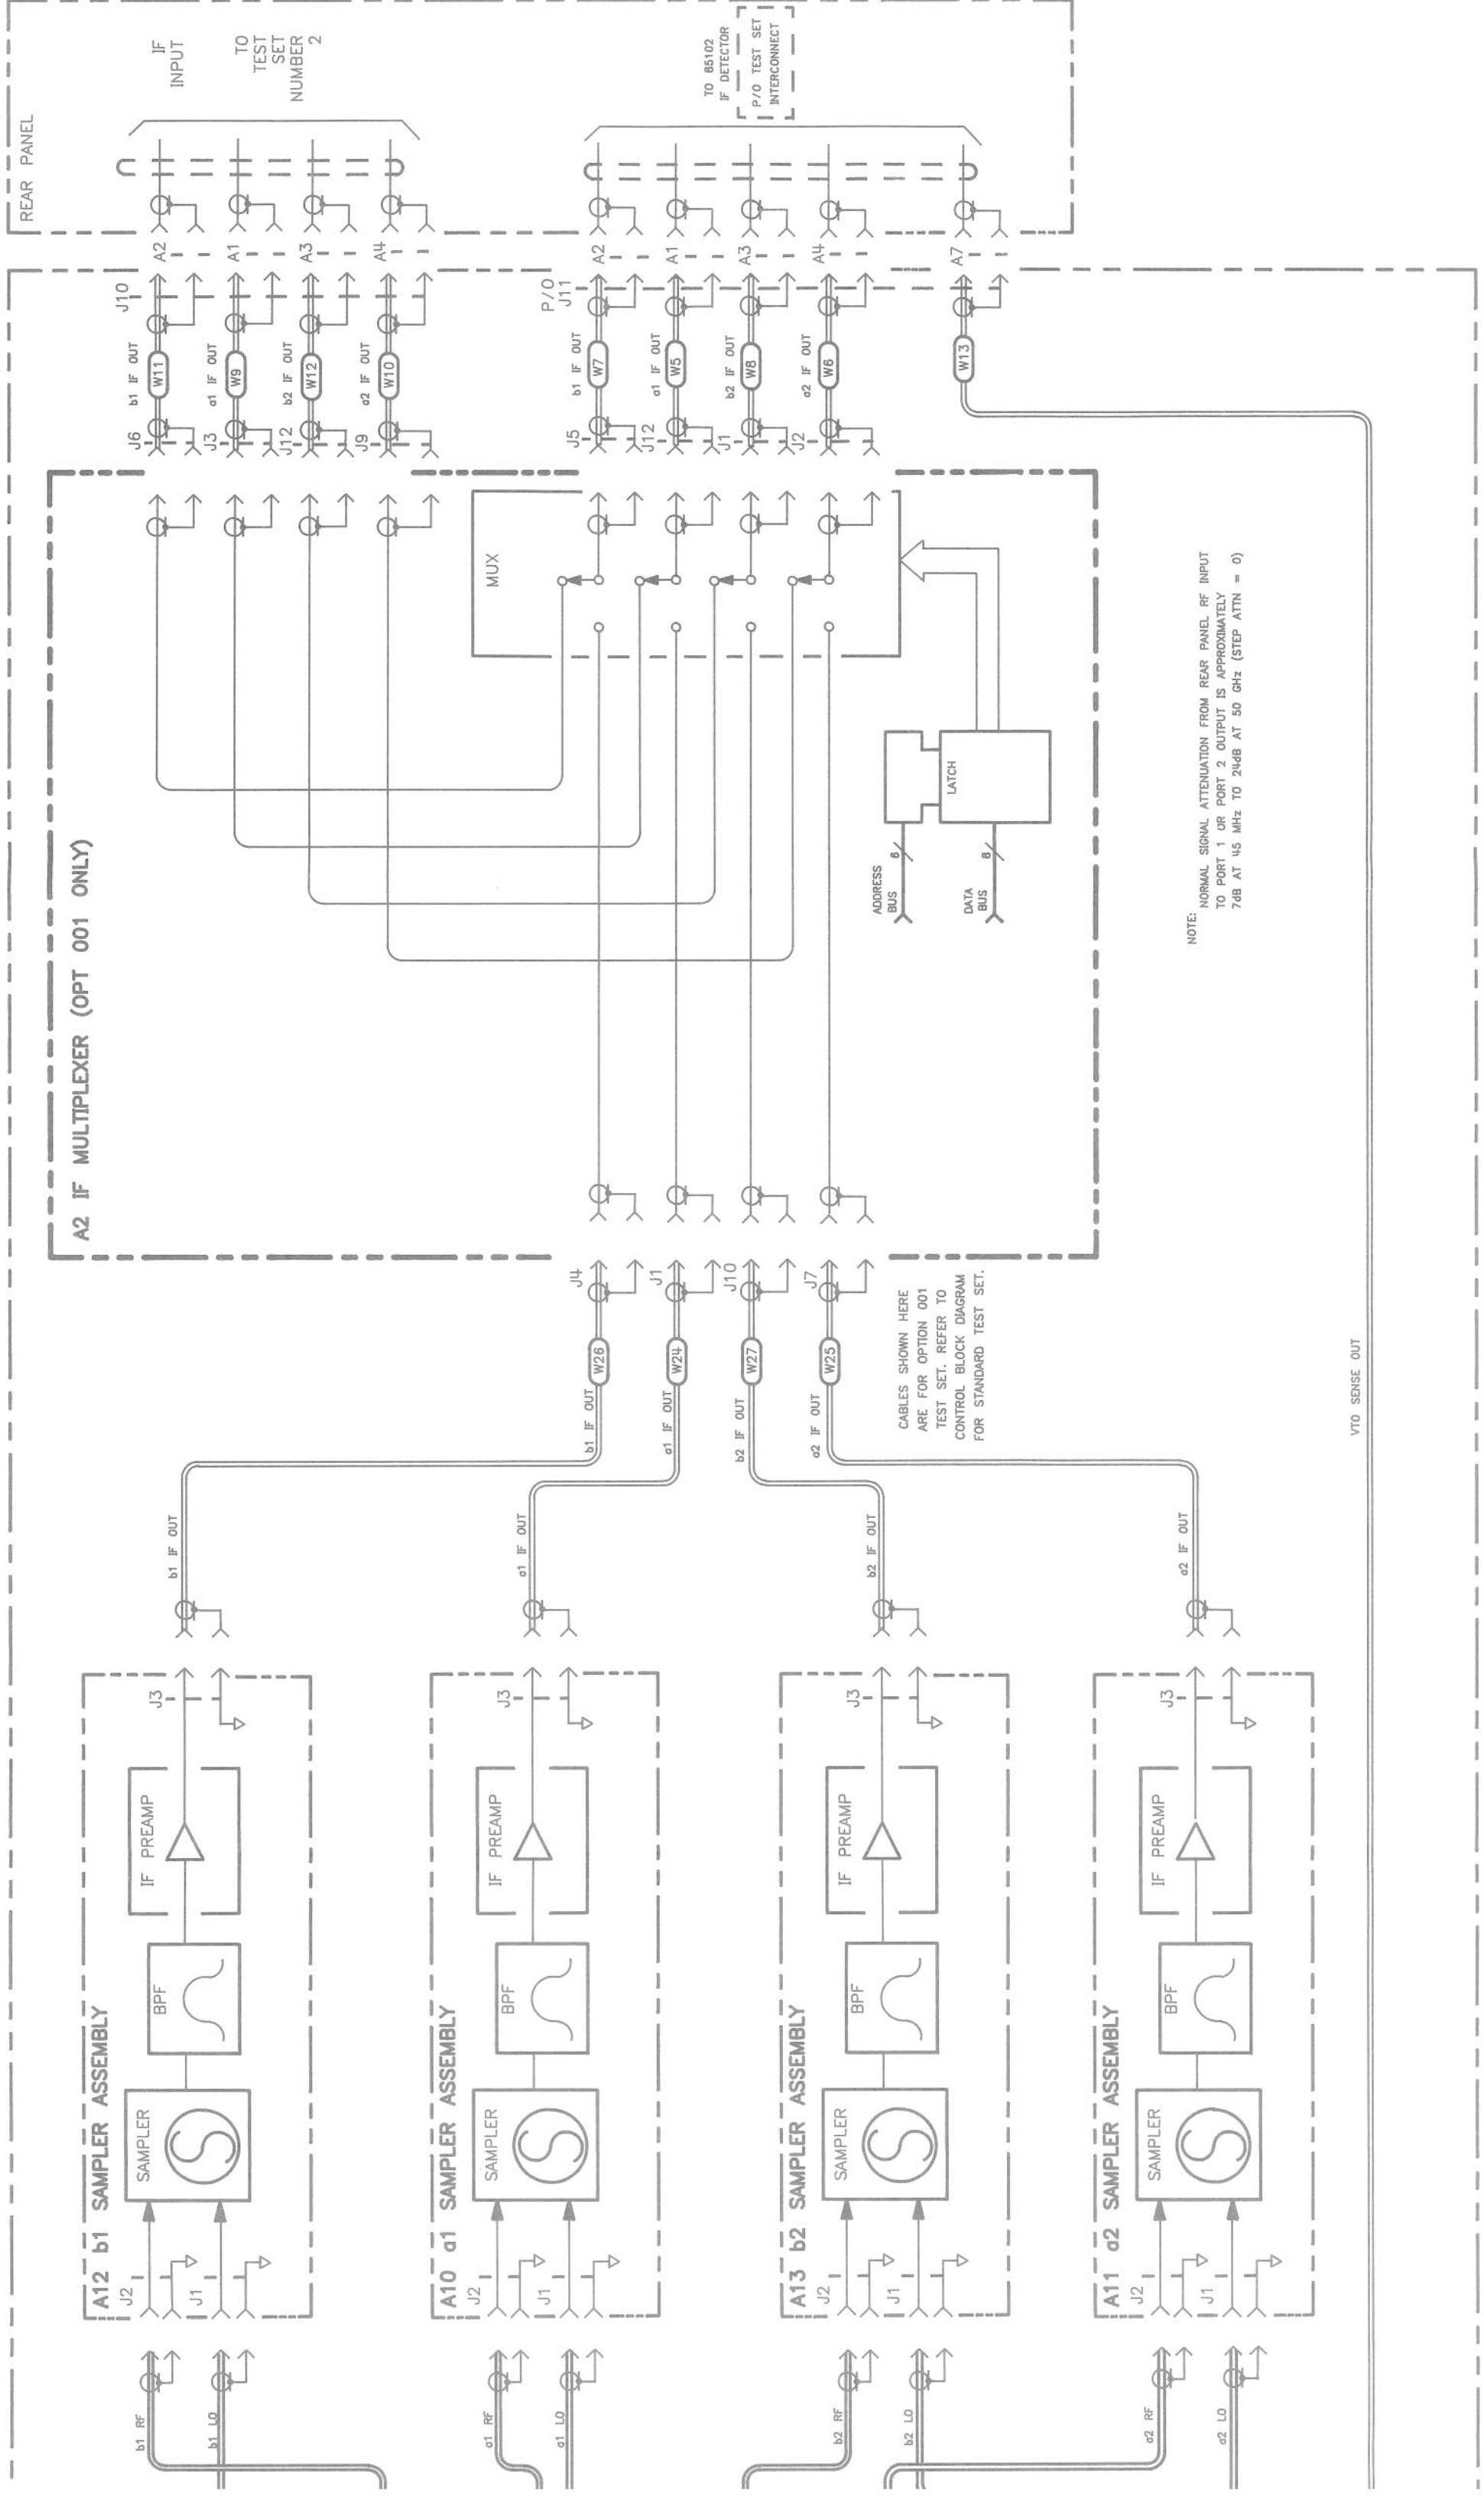 A12 b1 SAMPLER ASSEMBLY
J2
J1
b1 RF
b1 LO
SAMPLER
BPF
IF PREAMP
J3
b1 IF OUT
A10 a1 SAMPLER ASSEMBLY
J2
J1
a1 RF
a1 LO
SAMPLER
BPF
IF PREAMP
J3
a1 IF OUT
A13 b2 SAMPLER ASSEMBLY
J2
J1
b2 RF
b2 LO
SAMPLER
BPF
IF PREAMP
J3
b2 IF OUT
A11 a2 SAMPLER ASSEMBLY
J2
J1
a2 RF
a2 LO
SAMPLER
BPF
IF PREAMP
J3
a2 IF OUT
b1 IF OUT
W26
J4
a1 IF OUT
W24
J1
b2 IF OUT
W27
J10
a2 IF OUT
W25
J7
CABLES SHOWN HERE
ARE FOR OPTION 001
TEST SET. REFER TO
CONTROL BLOCK DIAGRAM
FOR STANDARD TEST SET.
VTO SENSE OUT
A2 IF MULTIPLEXER (OPT 001 ONLY)
MUX
ADDRESS
BUS
6
DATA
BUS
8
LATCH
NOTE:
NORMAL SIGNAL ATTENUATION FROM REAR PANEL RF INPUT
TO PORT 1 OR PORT 2 OUTPUT IS APPROXIMATELY
7dB AT 45 MHz TO 24dB AT 50 GHz (STEP ATTN = 0)
J6
b1 IF OUT
W11
J10
A2
J3
a1 IF OUT
W9
A1
J12
b2 IF OUT
W12
A3
J9
a2 IF OUT
W10
A4
J5
b1 IF OUT
W7
P/O
J11
A2
J12
a1 IF OUT
W5
A1
J1
b2 IF OUT
W8
A3
J2
a2 IF OUT
W6
A4
W13
A7
REAR PANEL
IF
INPUT
TO
TEST
SET
NUMBER
2
TO 85102
IF DETECTOR
P/O TEST SET
INTERCONNECT